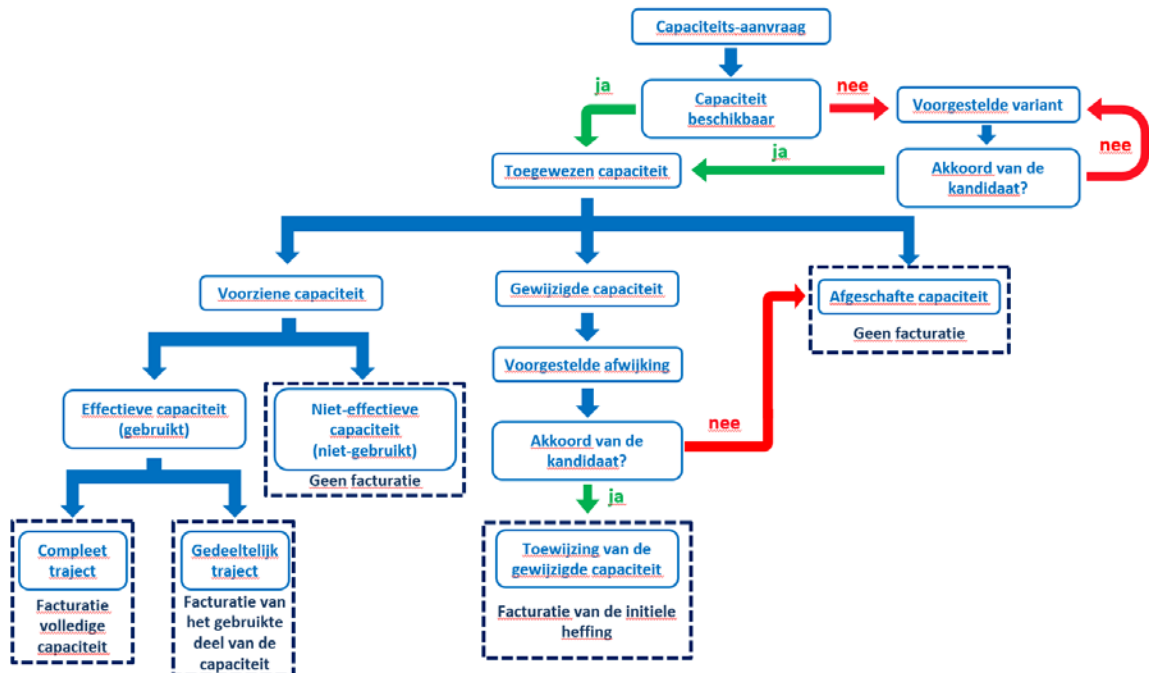 Capaciteits-aanvraag
ja
Capaciteit
beschikbaar
nee
Voorgestelde variant
ja
nee
Toegewezen capaciteit
Akkoord van de
kandidaat?
Voorziene capaciteit
Gewijzigde capaciteit
Afgeschafte capaciteit
Geen facturatie
Voorgestelde afwijking
Effectieve capaciteit
(gebruikt)
Niet-effectieve
capaciteit
(niet-gebruikt)
Geen facturatie
Akkoord van de
kandidaat?
nee
ja
Compleet
traject
Facturatie
volledige
capaciteit
Gedeeltelijk
traject
Facturatie van
het gebruikte
deel van de
capaciteit
Toewijzing van de
gewijzigde capaciteit
Facturatie van de initiele
heffing